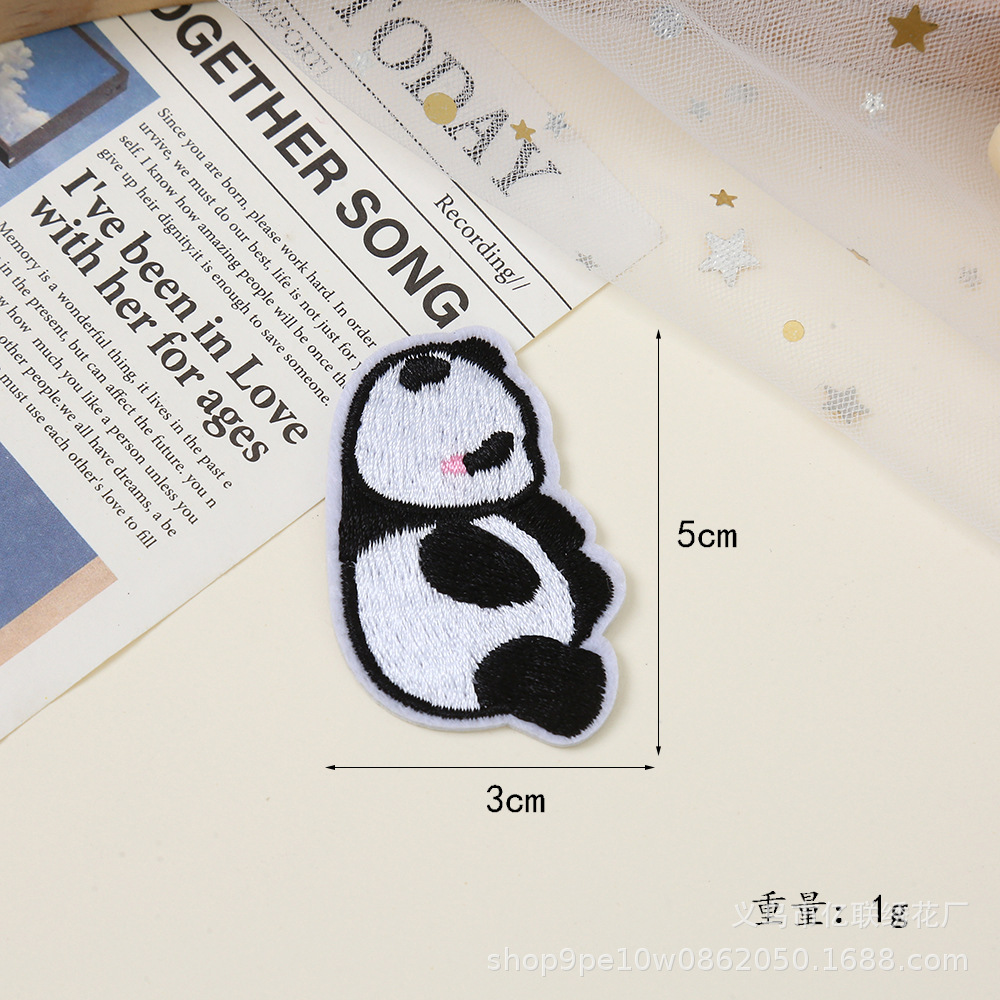 TODAY
REPORT!
OGETHER SONG
Recording//
Since you are born, please work hard. In order
urvive, we must do our best, life is not just for
self. I know how amazing people will be once the
give up heir dignity.it is enough to save someone.
I've been in Love
with her for ages
Memory is a wonderful thing, it lives in the past e
in the present, but can affect the future. you n
w how much you like a person unless you
other people.we all have dreams, a be
must use each other's love to fill
5cm
3cm
重量：1g
义乌市亿联绣花厂
shop9pe10w0862050.1688.com